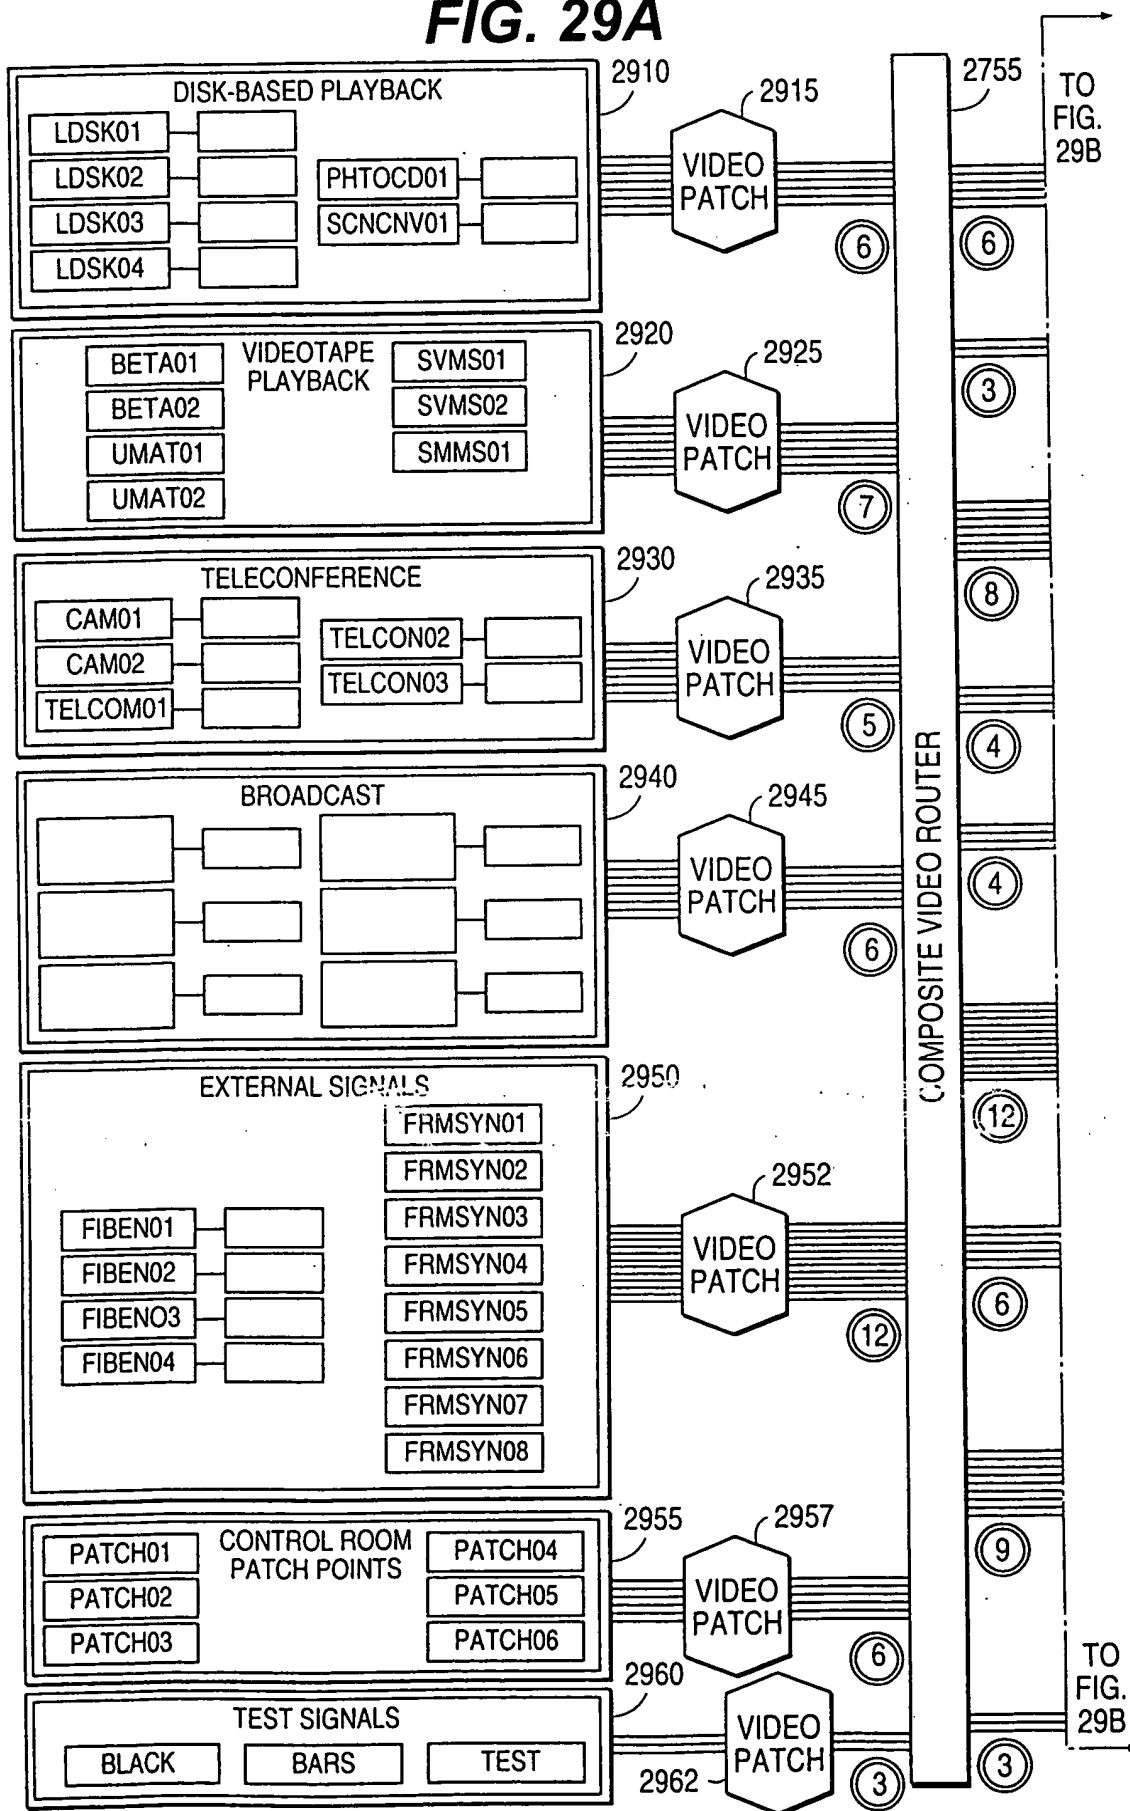 FIG. 29A
TO
FIG.
29B
2910
DISK-BASED PLAYBACK
LDSK01
LDSK02
LDSK03
LDSK04
PHTOCD01
SCNCNV01
2915
VIDEO
PATCH
6
2755
6
2920
VIDEOTAPE
PLAYBACK
BETA01
BETA02
UMAT01
UMAT02
SVMS01
SVMS02
SMMS01
2925
VIDEO
PATCH
7
3
8
2930
TELECONFERENCE
CAM01
CAM02
TELCOM01
TELCON02
TELCON03
2935
VIDEO
PATCH
5
4
COMPOSITE VIDEO ROUTER
2940
BROADCAST
2945
VIDEO
PATCH
6
4
12
2950
EXTERNAL SIGNALS
FIBEN01
FIBEN02
FIBENO3
FIBEN04
FRMSYN01
FRMSYN02
FRMSYN03
FRMSYN04
FRMSYN05
FRMSYN06
FRMSYN07
FRMSYN08
2952
VIDEO
PATCH
12
6
9
2955
CONTROL ROOM
PATCH POINTS
PATCH01
PATCH02
PATCH03
PATCH04
PATCH05
PATCH06
2957
VIDEO
PATCH
6
2960
TEST SIGNALS
BLACK
BARS
TEST
2962
VIDEO
PATCH
3
3
TO
FIG.
29B